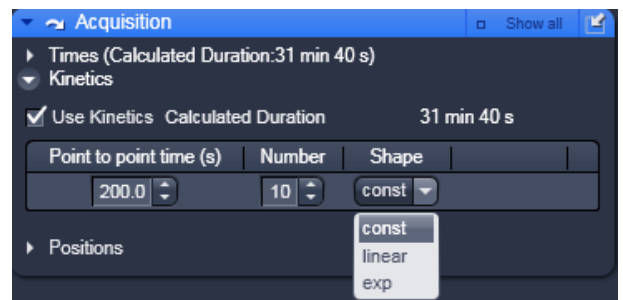 Acquisition Show all
Times (Calculated Duration:31 min 40 s)
Kinetics
Use Kinetics Calculated Duration 31 min 40 s
Point to point time (s) Number Shape
200.0 10 const
const
linear
Positions
exp